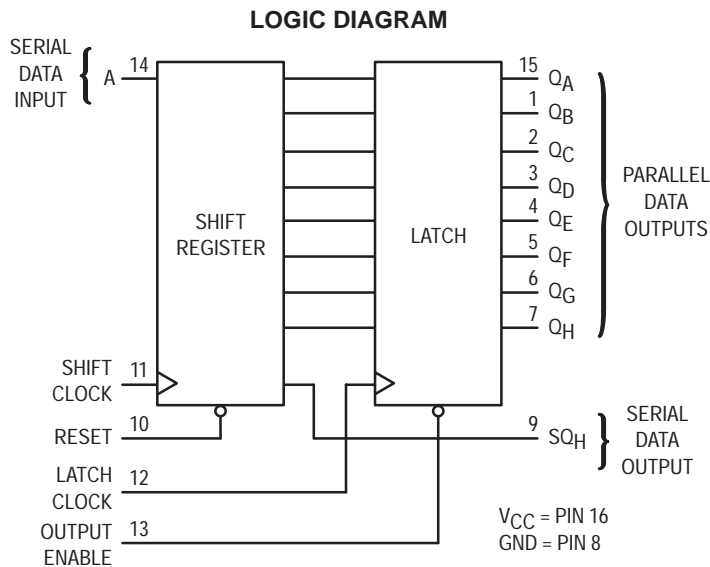 LOGIC DIAGRAM
SERIAL
DATA
INPUT
A
14
SHIFT
REGISTER
LATCH
15 QA
1 QB
2 QC
3 QD
4 QE
5 QF
6 QG
7 QH
PARALLEL
DATA
OUTPUTS
SHIFT
CLOCK
11
RESET
10
LATCH
CLOCK
12
OUTPUT
ENABLE
13
9 SQH
SERIAL
DATA
OUTPUT
VCC = PIN 16
GND = PIN 8